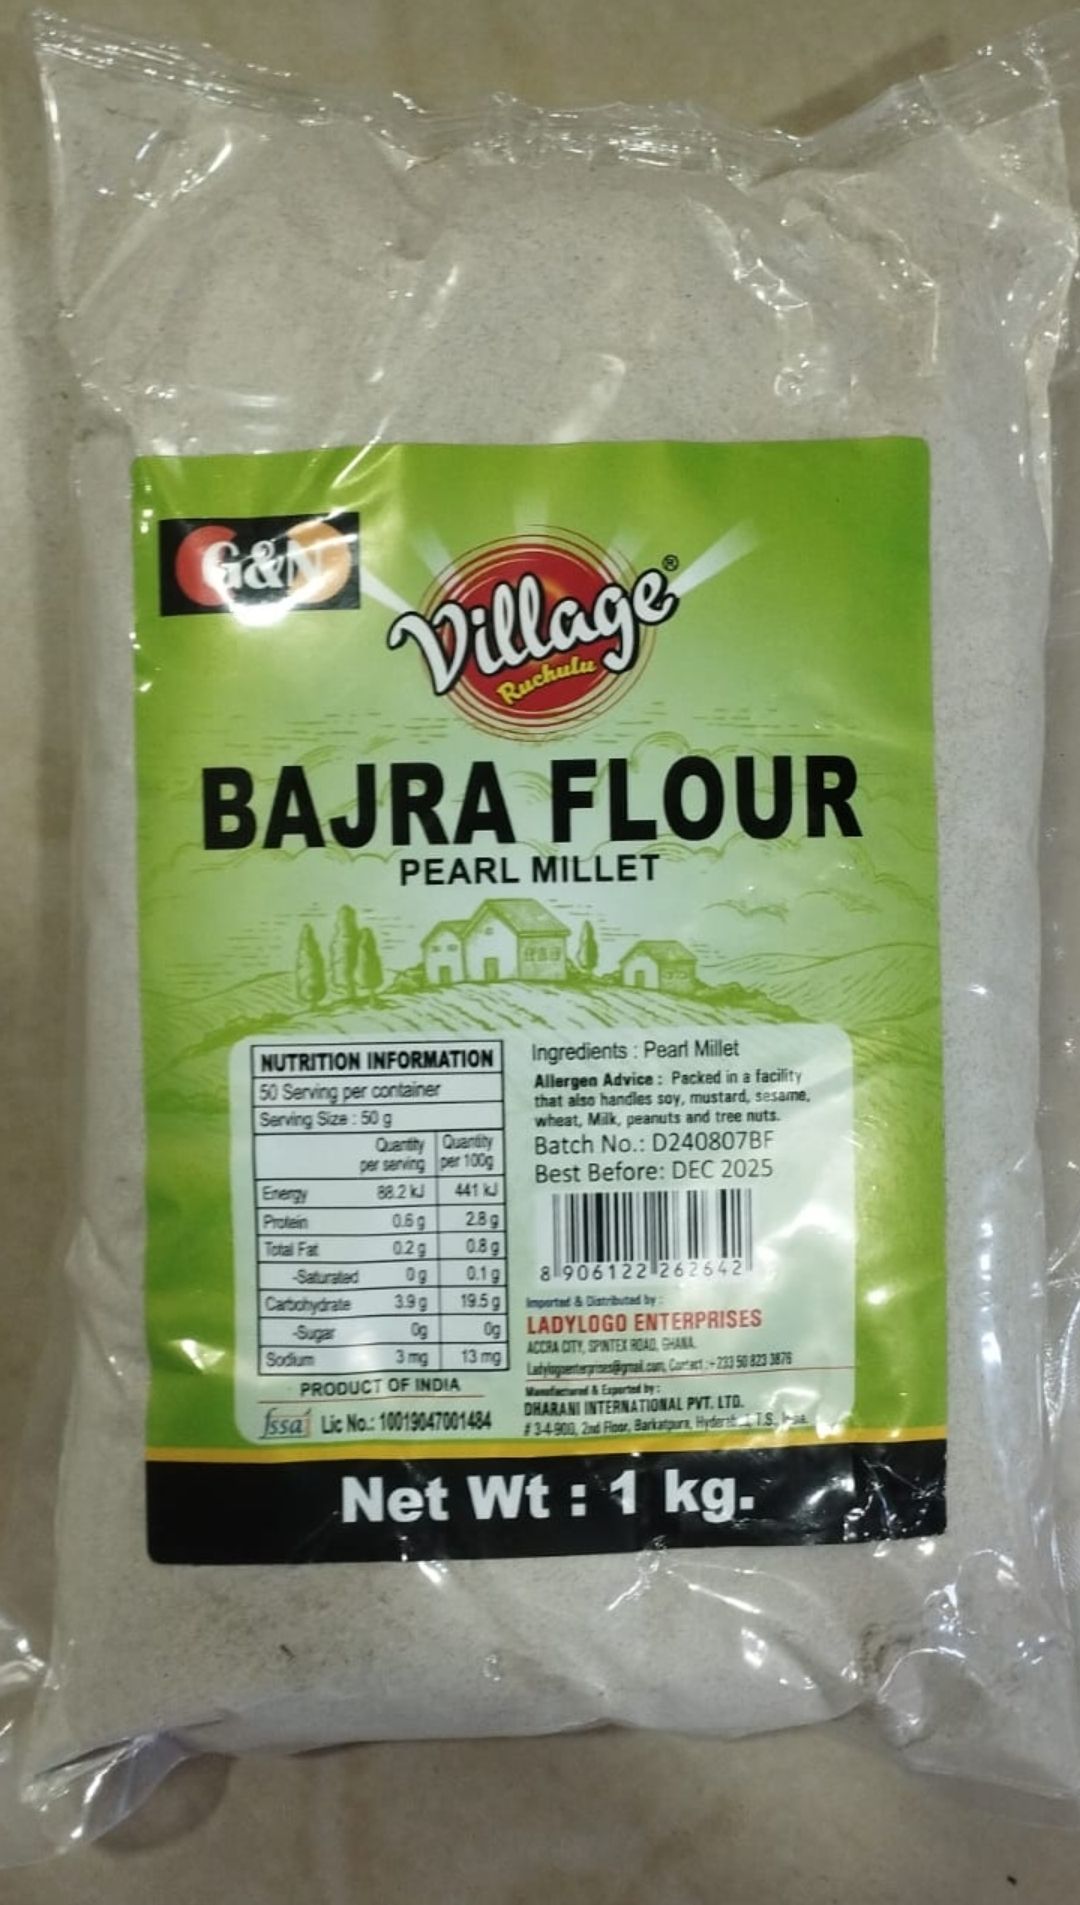 G&N
Village®
Ruchulu
BAJRA FLOUR
PEARL MILLET
NUTRITION INFORMATION
50 Serving per container
Serving Size : 50 g
Quantity per serving Quantity per 100g
Energy 88.2 kJ 441 kJ
Protein 0.6 g 2.8 g
Total Fat 0.2 g 0.8 g
-Saturated 0 g 0.1 g
Carbohydrate 3.9 g 19.5 g
-Sugar 0g 0g
Sodium 3 mg 13 mg
PRODUCT OF INDIA
fssai Lic No.: 10019047001484
Ingredients : Pearl Millet
Allergen Advice : Packed in a facility
that also handles soy, mustard, sesame,
wheat, Milk, peanuts and tree nuts.
Batch No.: D240807BF
Best Before: DEC 2025
8 906122 262642
Imported & Distributed by :
LADYLOGO ENTERPRISES
ACCRA CITY, SPINTEX ROAD, GHANA.
Ladylogoenterprises@gmail.com, Contact :+233 50 823 3876
Manufactured & Exported by :
DHARANI INTERNATIONAL PVT. LTD.
# 3-4-900, 2nd Floor, Barkatpura, T.S.,
Net Wt : 1 kg.